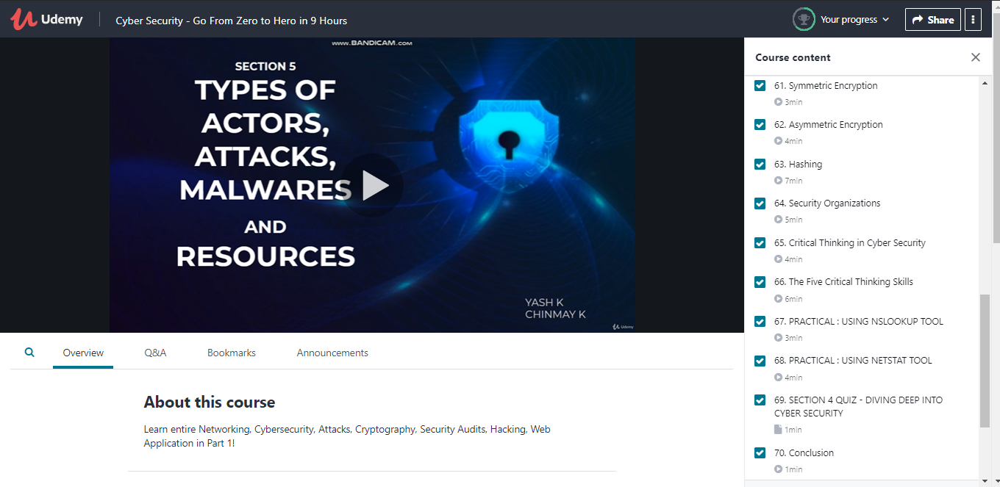 Udemy
Cyber Security - Go From Zero to Hero in 9 Hours
Your progress
Share
www.BANDICAM.com
SECTION 5
TYPES OF
ACTORS,
ATTACKS,
MALWARES
AND
RESOURCES
YASH K
CHINMAY K
Udemy
Course content
61. Symmetric Encryption
3min
62. Asymmetric Encryption
4min
63. Hashing
7min
64. Security Organizations
5min
65. Critical Thinking in Cyber Security
4min
66. The Five Critical Thinking Skills
6min
67. PRACTICAL : USING NSLOOKUP TOOL
3min
68. PRACTICAL : USING NETSTAT TOOL
4min
69. SECTION 4 QUIZ - DIVING DEEP INTO
CYBER SECURITY
1min
70. Conclusion
1min
Overview
Q&A
Bookmarks
Announcements
About this course
Learn entire Networking, Cybersecurity, Attacks, Cryptography, Security Audits, Hacking, Web
Application in Part 1!